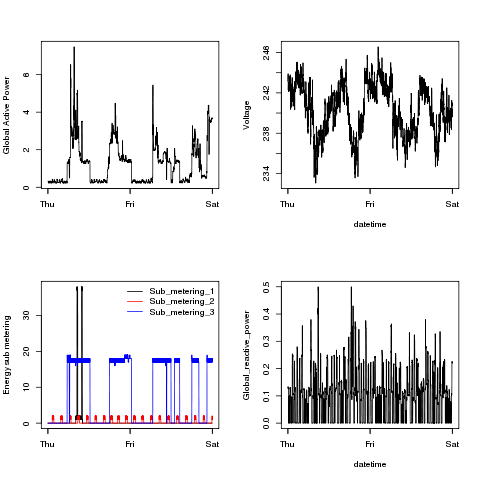 Global Active Power
0 2 4 6
Thu Fri Sat
Voltage
234 238 242 246
Thu Fri Sat
datetime
Energy sub metering
0 10 20 30
Sub_metering_1
Sub_metering_2
Sub_metering_3
Thu Fri Sat
Global_reactive_power
0.0 0.1 0.2 0.3 0.4 0.5
Thu Fri Sat
datetime